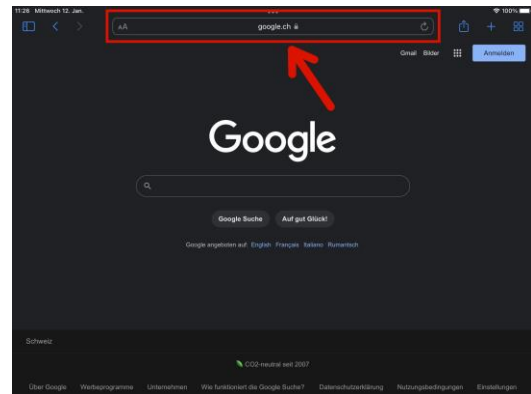 11:26 Mittwoch 12. Jan.
100%
AA
google.ch
Gmail Bilder
Anmelden
Google
Google Suche Auf gut Glück!
Google angeboten auf: English Français Italiano Rumantsch
Schweiz
CO2-neutral seit 2007
Über Google Werbeprogramme Unternehmen Wie funktioniert die Google Suche? Datenschutzerklärung Nutzungsbedingungen Einstellungen